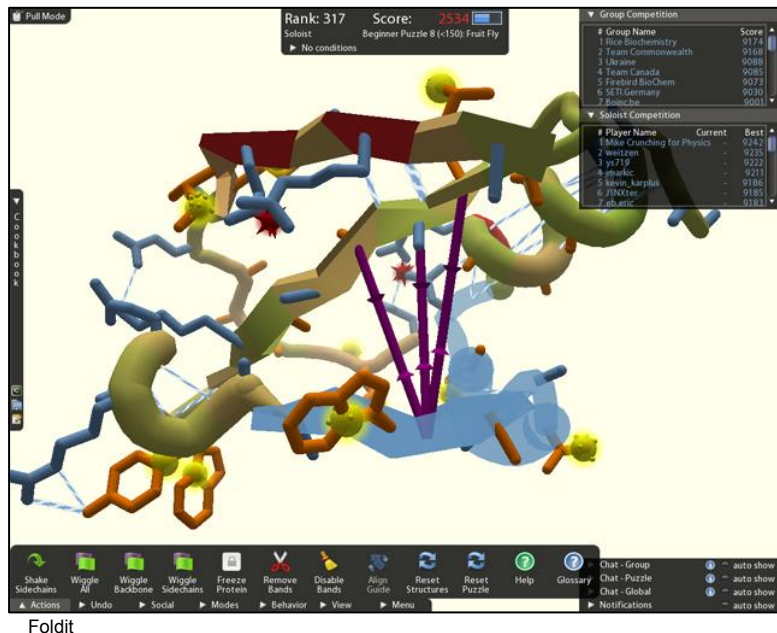 Pull Mode
Rank: 317 Score: 2534
Soloist Beginner Puzzle 8 (<150): Fruit Fly
No conditions
Group Competition
# Group Name Score
1 Rice Biochemistry 9174
2 Team Commonwealth 9168
3 Ukraine 9088
4 Team Canada 9085
5 Firebird BioChem 9073
6 SETI.Germany 9030
7 Boinc.be 9001
Soloist Competition
# Player Name Current Best
1 Mike Crunching for Physics - 9242
2 weitzen - 9235
3 ys719 - 9222
4 jmarkic - 9211
5 kevin_karplus - 9186
6 J1NXter - 9185
7 eb.eric - 9183
Cookbook
Shake Sidechains
Wiggle All
Wiggle Backbone
Wiggle Sidechains
Freeze Protein
Remove Bands
Disable Bands
Align Guide
Reset Structures
Reset Puzzle
Help
Glossary
Actions Undo Social Modes Behavior View Menu
Chat - Group auto show
Chat - Puzzle auto show
Chat - Global auto show
Notifications auto show
Foldit